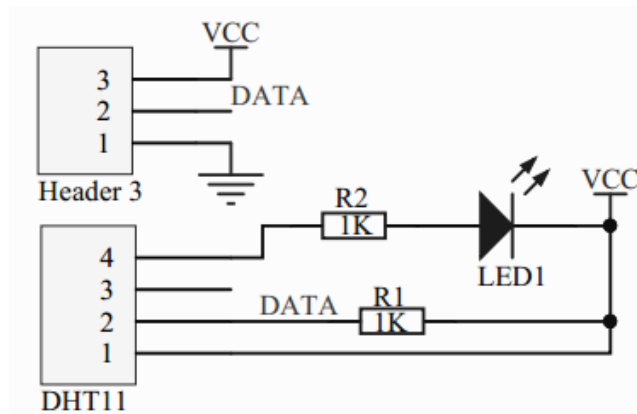 VCC
3
DATA
2
1
Header 3
R2
1K
VCC
LED1
4
3
DATA
R1
1K
2
1
DHT11